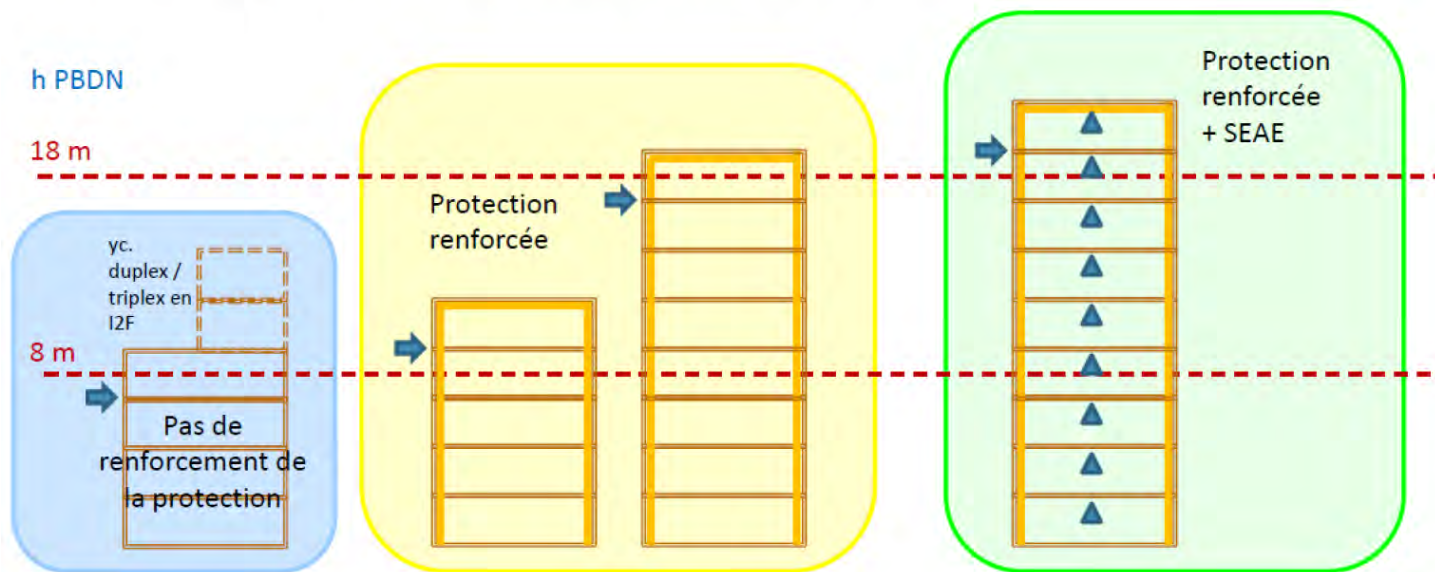 h PBDN
18 m
8 m
yc.
duplex /
triplex en
I2F
Pas de
renforcement de
la protection
Protection
renforcée
Protection
renforcée
+ SEAE